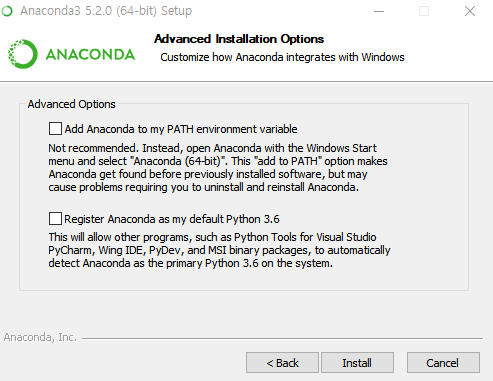 Anaconda3 5.2.0 (64-bit) Setup
ANACONDA
Advanced Installation Options
Customize how Anaconda integrates with Windows
Advanced Options
Add Anaconda to my PATH environment variable
Not recommended. Instead, open Anaconda with the Windows Start
menu and select "Anaconda (64-bit)". This "add to PATH" option makes
Anaconda get found before previously installed software, but may
cause problems requiring you to uninstall and reinstall Anaconda.
Register Anaconda as my default Python 3.6
This will allow other programs, such as Python Tools for Visual Studio
PyCharm, Wing IDE, PyDev, and MSI binary packages, to automatically
detect Anaconda as the primary Python 3.6 on the system.
Anaconda, Inc.
< Back
Install
Cancel